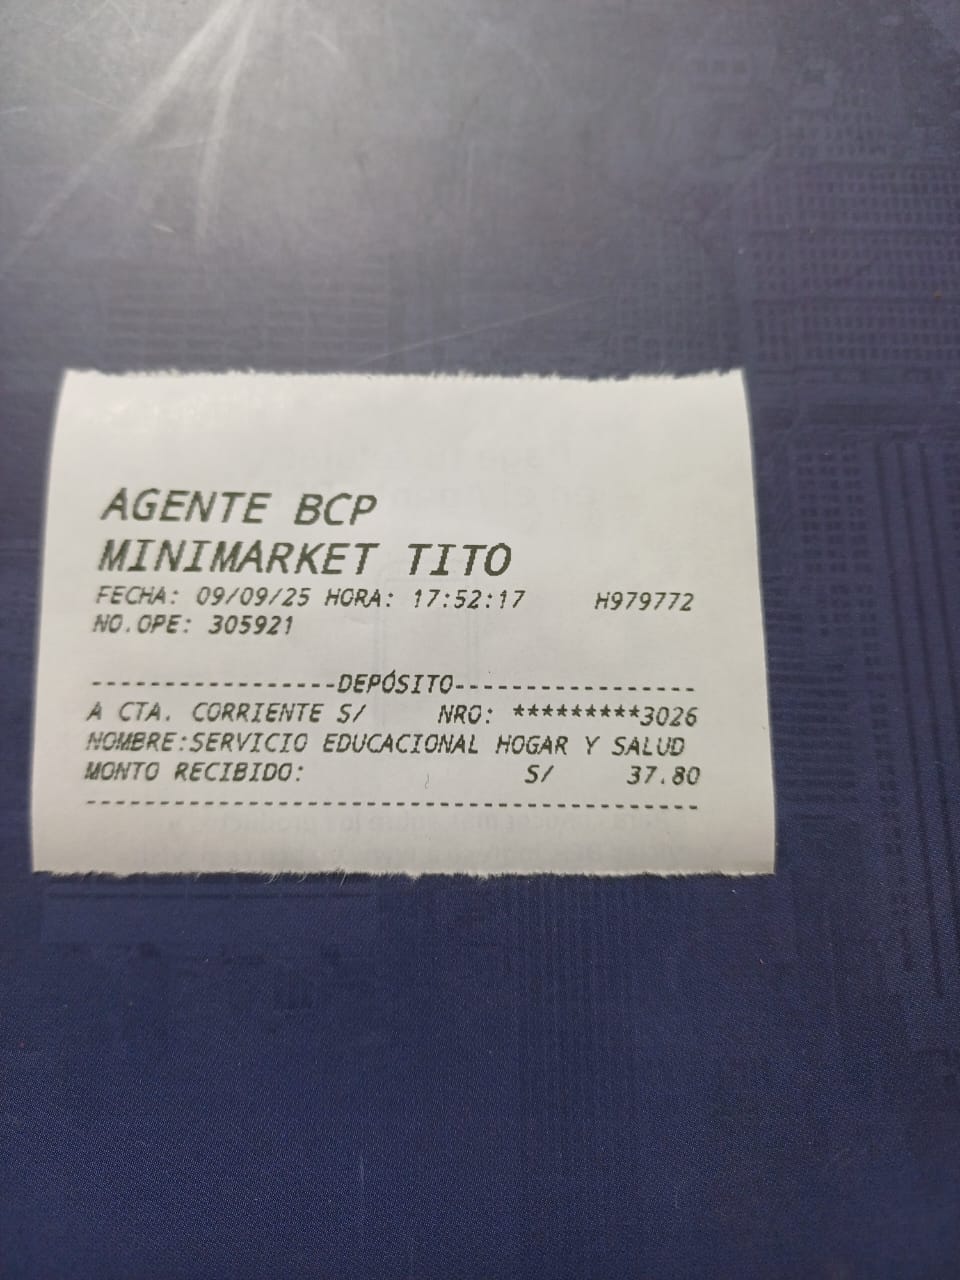 AGENTE BCP
MINIMARKET TITO
FECHA: 09/09/25 HORA: 17:52:17 H979772
NO.OPE: 305921
-----------------DEPÓSITO-----------------
A CTA. CORRIENTE S/ NRO: *********3026
NOMBRE:SERVICIO EDUCACIONAL HOGAR Y SALUD
MONTO RECIBIDO: S/ 37.80
------------------------------------------